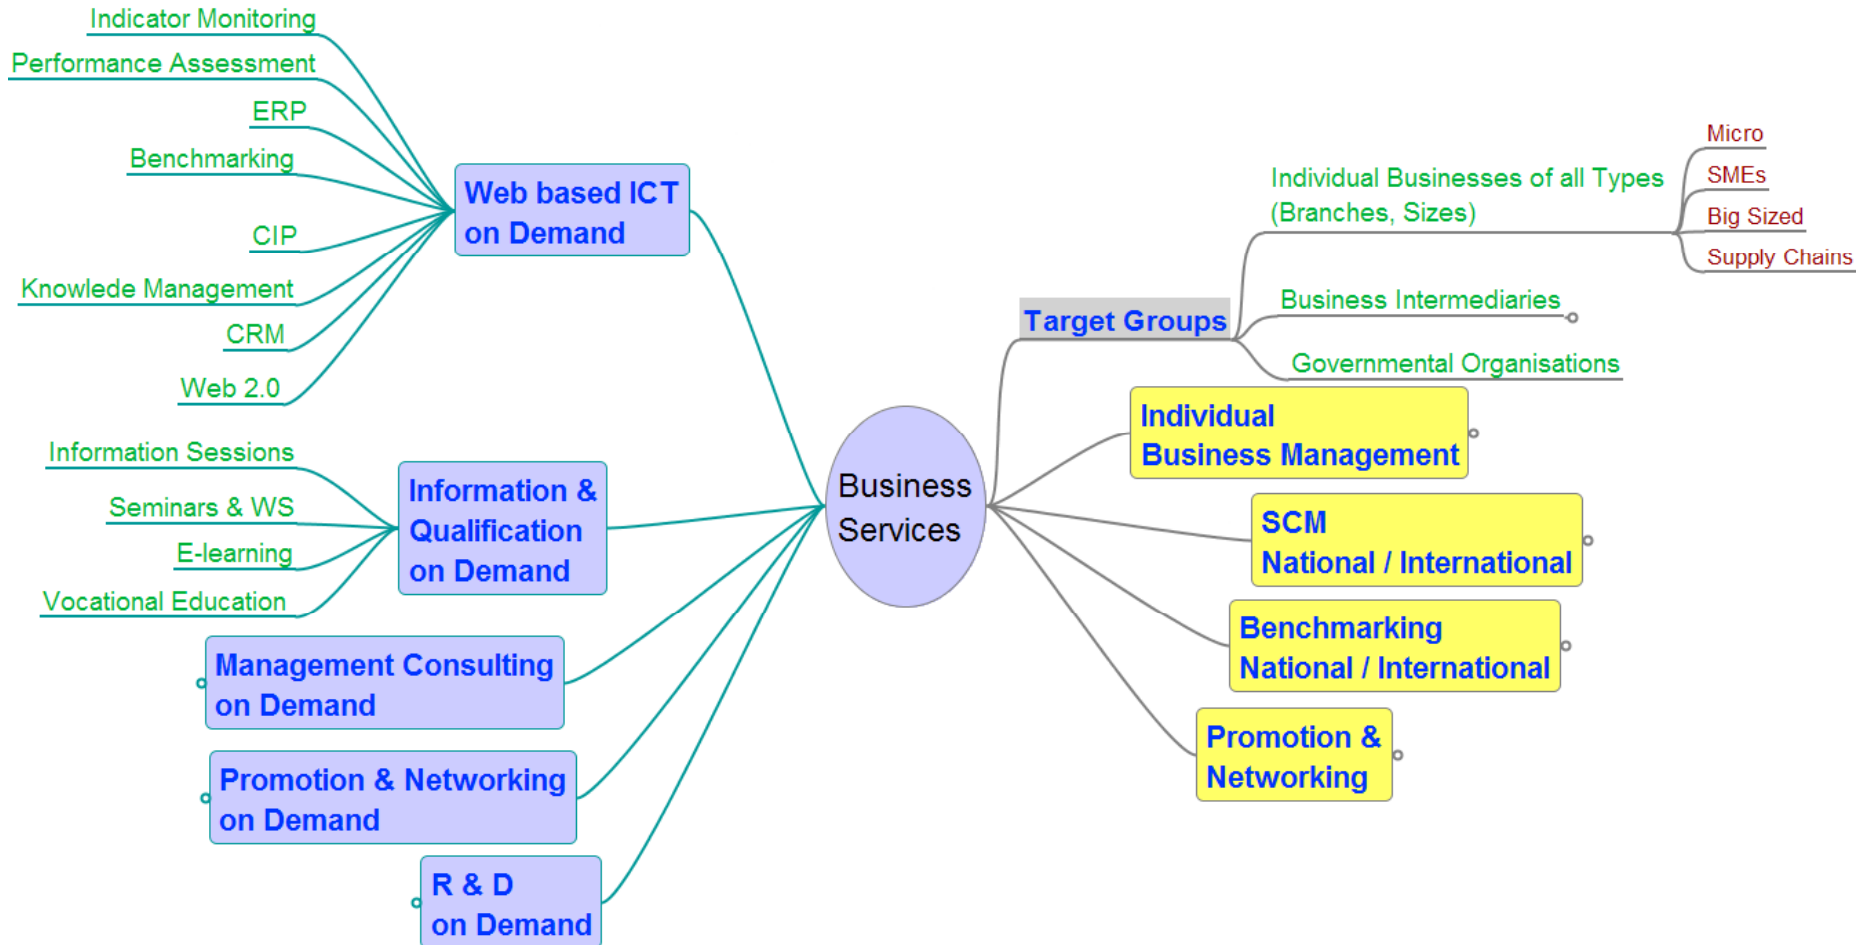 Indicator Monitoring
Performance Assessment
ERP
Benchmarking
CIP
Knowlede Management
CRM
Web 2.0
Web based ICT
on Demand
Information Sessions
Seminars & WS
E-learning
Vocational Education
Information &
Qualification
on Demand
Management Consulting
on Demand
Promotion & Networking
on Demand
R & D
on Demand
Business
Services
Target Groups
Individual Businesses of all Types
(Branches, Sizes)
Micro
SMEs
Big Sized
Supply Chains
Business Intermediaries
Governmental Organisations
Individual
Business Management
SCM
National / International
Benchmarking
National / International
Promotion &
Networking